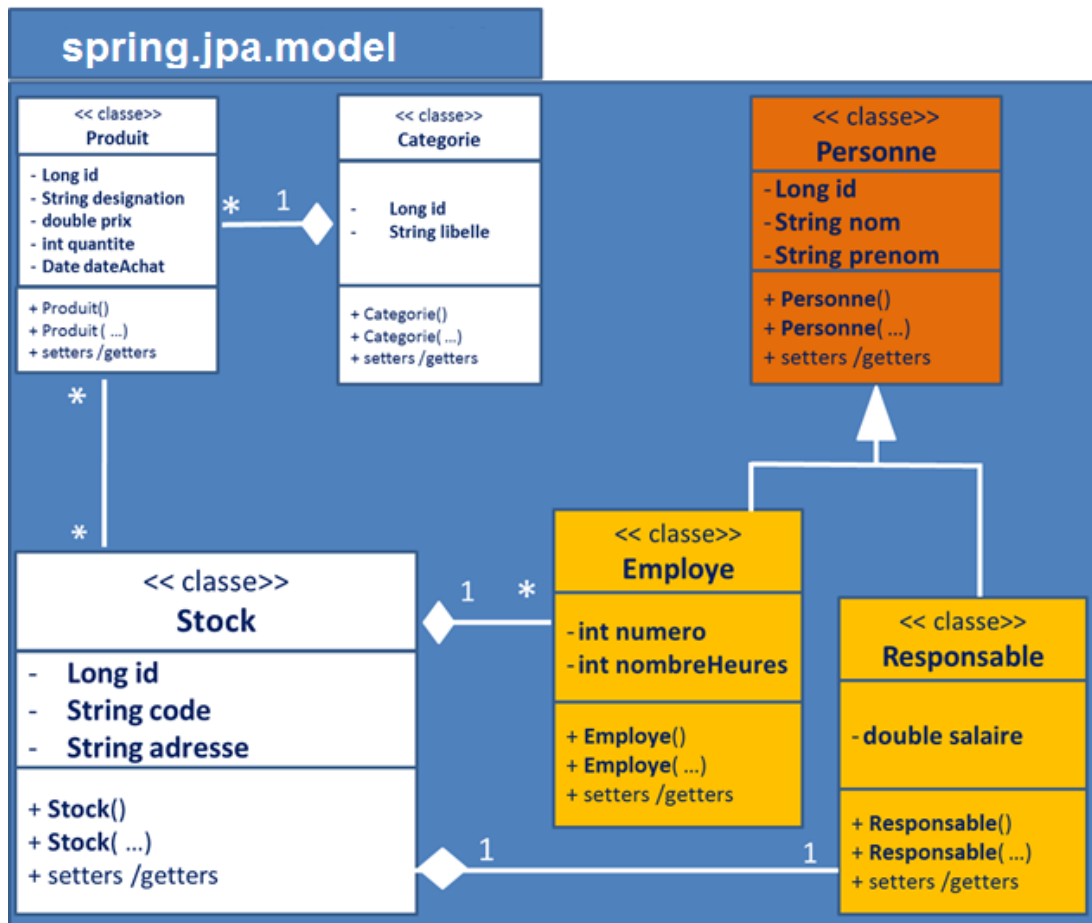 spring.jpa.model
<< classe>>
Produit
- Long id
- String designation
- double prix
- int quantite
- Date dateAchat
+ Produit()
+ Produit( ...)
+ setters /getters
* 1
<< classe>>
Categorie
- Long id
- String libelle
+ Categorie()
+ Categorie( ...)
+ setters /getters
<< classe>>
Personne
- Long id
- String nom
- String prenom
+ Personne()
+ Personne( ...)
+ setters /getters
*
*
<< classe>>
Stock
- Long id
- String code
- String adresse
+ Stock()
+ Stock( ...)
+ setters /getters
1 *
<< classe>>
Employe
- int numero
- int nombreHeures
+ Employe()
+ Employe( ...)
+ setters /getters
1 1
<< classe>>
Responsable
- double salaire
+ Responsable()
+ Responsable( ...)
+ setters /getters